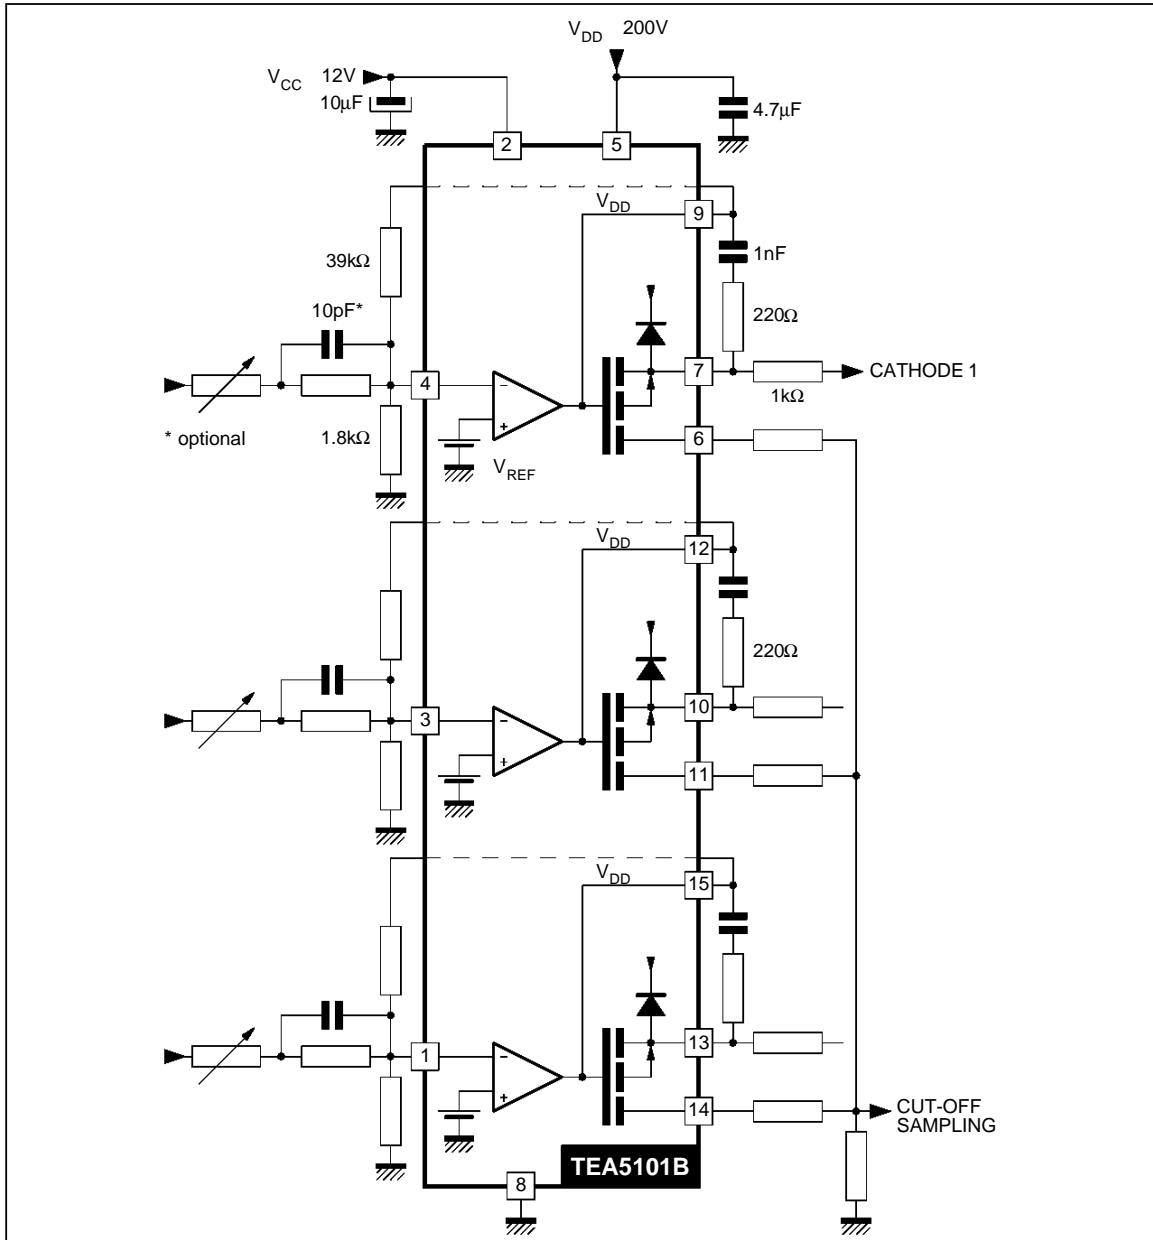 V_DD 200V
V_CC 12V
10µF
4.7µF
2
5
V_DD
9
39kΩ
1nF
10pF*
220Ω
4
7
CATHODE 1
* optional
1.8kΩ
1kΩ
6
V_REF
V_DD
12
220Ω
3
10
11
V_DD
15
1
13
14
CUT-OFF
SAMPLING
TEA5101B
8